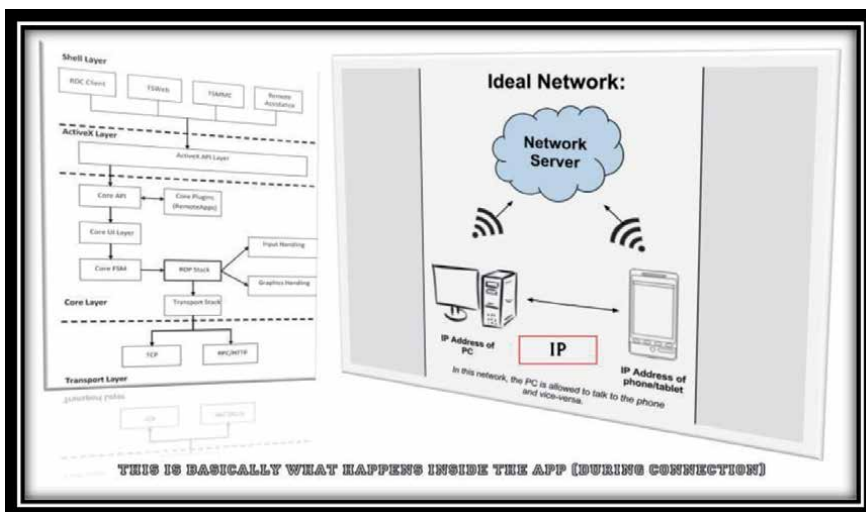 Shell Layer
RDC Client
TSWeb
TSMMC
Remote
Assistance
ActiveX Layer
ActiveX API Layer
Core API
Core Plugins
(RemoteApps)
Core UI Layer
Core FSM
RDP Stack
Input Handling
Graphics Handling
Core Layer
Transport Stack
TCP
RPC/HTTP
Transport Layer
Ideal Network:
Network
Server
IP Address of
PC
IP
IP Address of
phone/tablet
In this network, the PC is allowed to talk to the phone
and vice-versa.
THIS IS BASICALLY WHAT HAPPENS INSIDE THE APP (DURING CONNECTION)